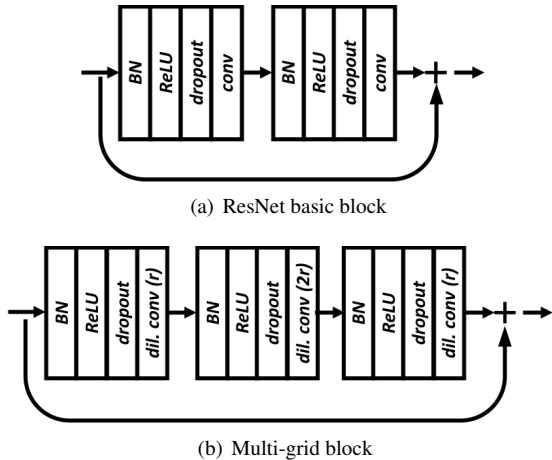 BN
ReLU
dropout
conv
BN
ReLU
dropout
conv
+
(a) ResNet basic block
BN
ReLU
dropout
dil. conv (r)
BN
ReLU
dropout
dil. conv (2r)
BN
ReLU
dropout
dil. conv (r)
+
(b) Multi-grid block